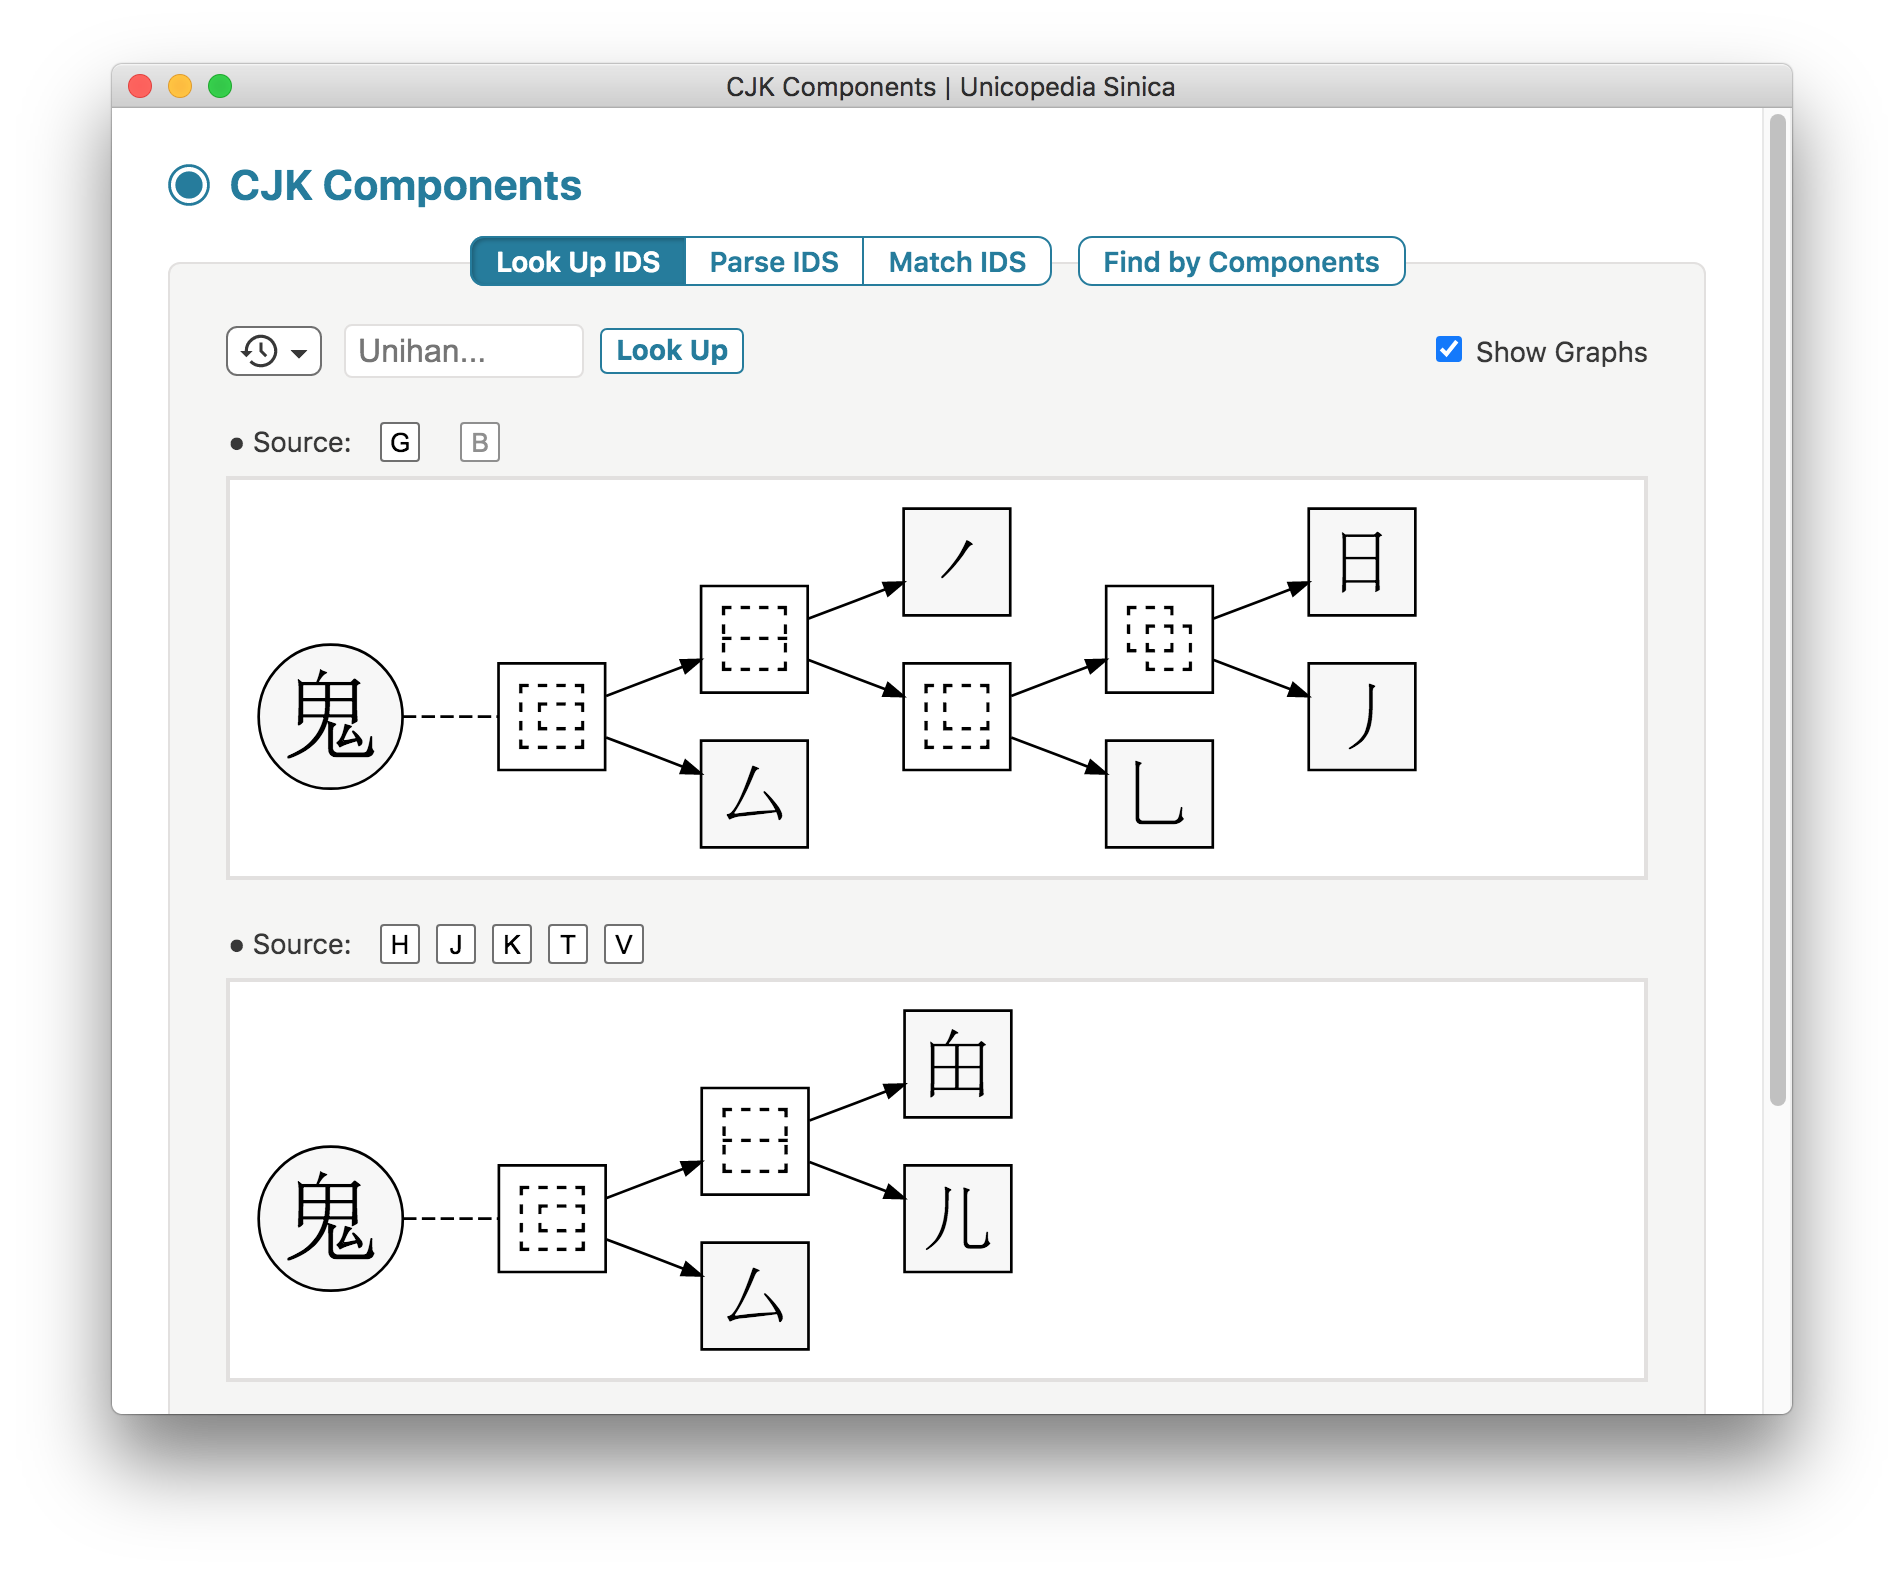 CJK Components | Unicopedia Sinica
CJK Components
Look Up IDS Parse IDS Match IDS Find by Components
Unihan... Look Up Show Graphs
● Source: G B
㇒ 日
鬼
丿
厶 乚
● Source: H J K T V
甶
鬼
儿
厶